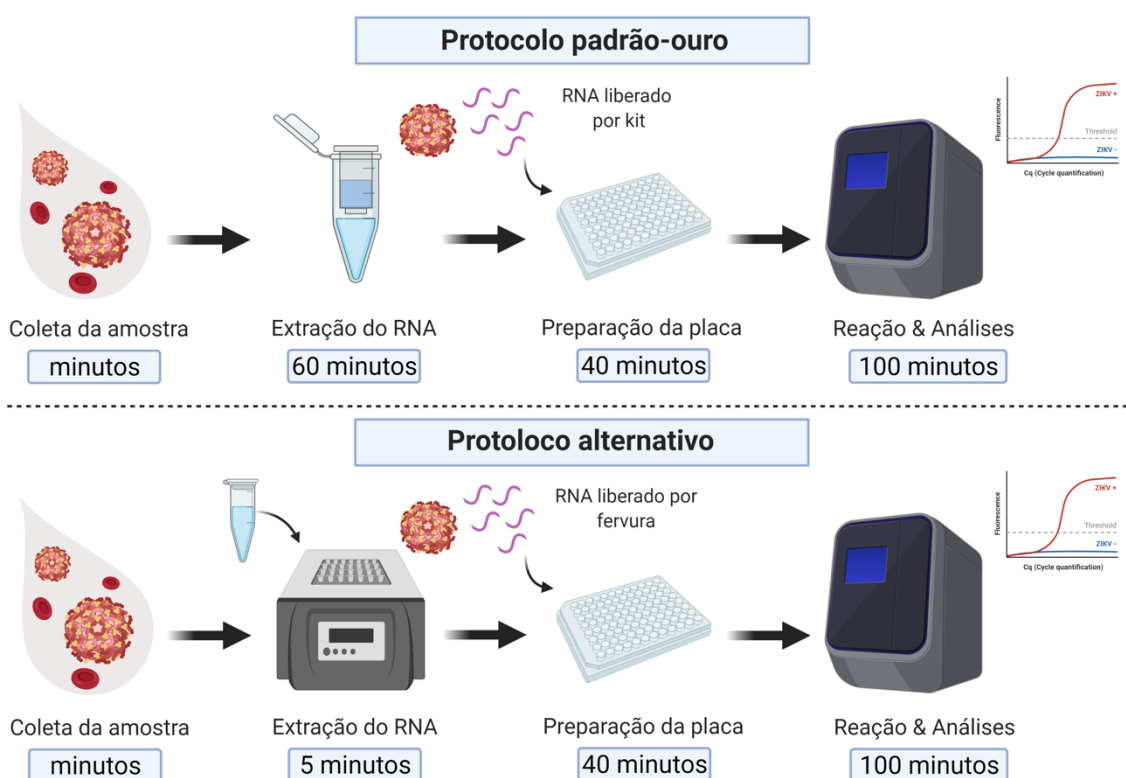 Protocolo padrão-ouro
RNA liberado
por kit
Fluorescence
ZIKV +
Threshold
ZIKV -
Cq (Cycle quantification)
Coleta da amostra
Extração do RNA
Preparação da placa
Reação & Análises
minutos
60 minutos
40 minutos
100 minutos
Protoloco alternativo
RNA liberado por
fervura
Fluorescence
ZIKV +
Threshold
ZIKV -
Cq (Cycle quantification)
Coleta da amostra
Extração do RNA
Preparação da placa
Reação & Análises
minutos
5 minutos
40 minutos
100 minutos